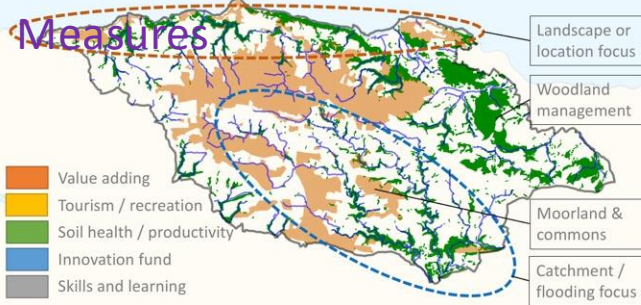 Measures
Landscape or
location focus
Woodland
management
Value adding
Tourism / recreation
Soil health / productivity
Innovation fund
Skills and learning
Moorland &
commons
Catchment /
flooding focus